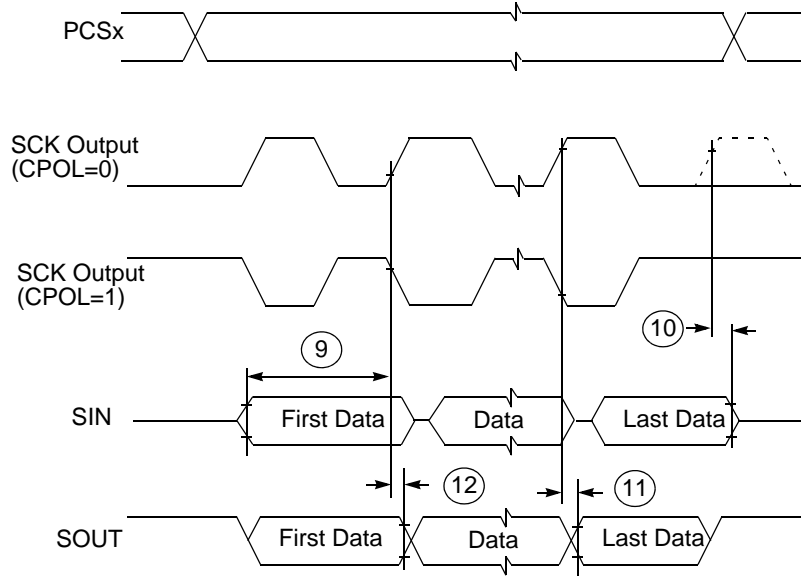 PCSx
SCK Output
(CPOL=0)
SCK Output
(CPOL=1)
10
9
SIN
First Data
Data
Last Data
12
11
SOUT
First Data
Data
Last Data